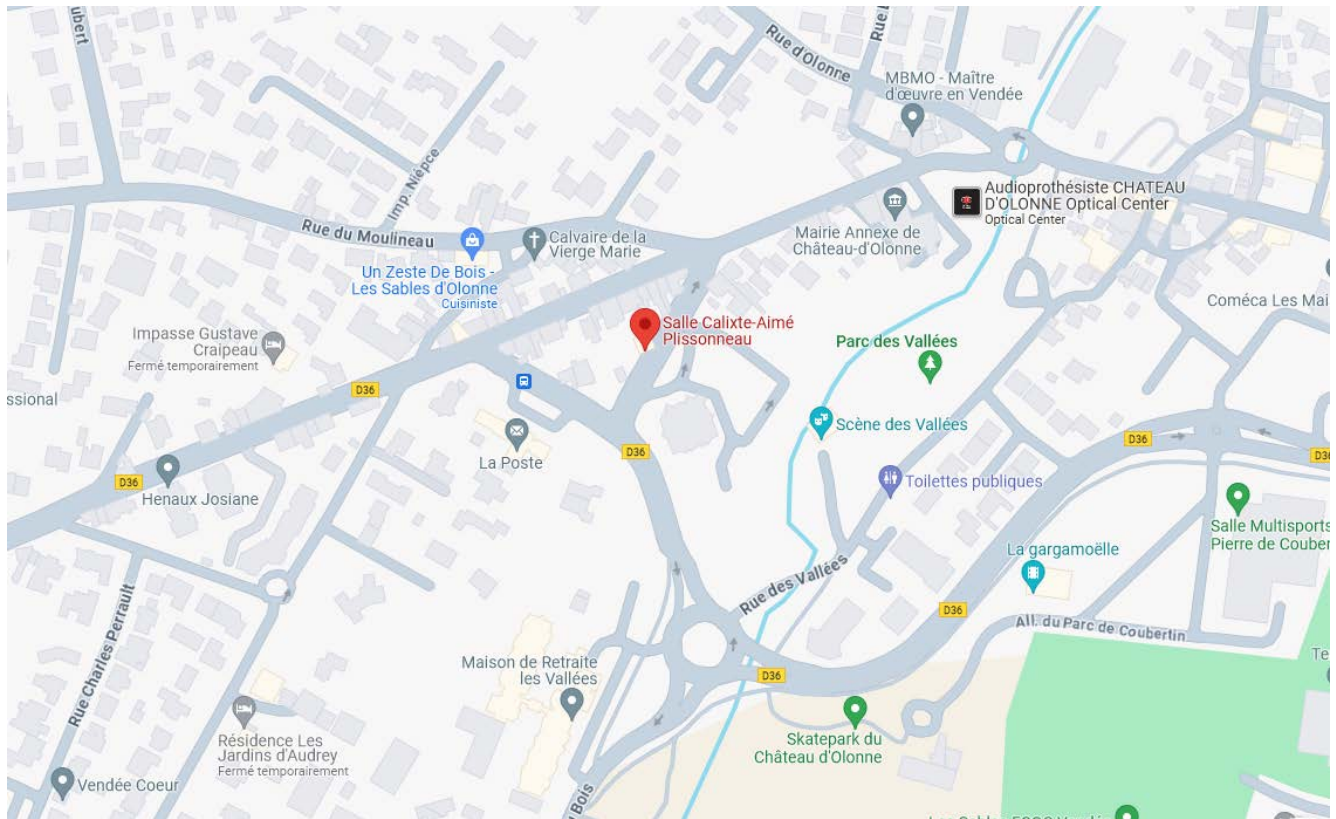 ubert
Rue d'Olonne
MBMO - Maître
d'œuvre en Vendée
Imp. Niépce
Audioprothésiste CHATEAU
D'OLONNE Optical Center
Optical Center
Rue du Moulineau
Calvaire de la
Vierge Marie
Mairie Annexe de
Château-d'Olonne
Un Zeste De Bois -
Les Sables d'Olonne
Cuisiniste
Coméca Les Mai
Salle Calixte-Aimé
Plissonneau
Impasse Gustave
Craipeau
Fermé temporairement
Parc des Vallées
D36
ssional
Scène des Vallées
D36
D36
D36
La Poste
D36
Toilettes publiques
Henaux Josiane
Salle Multisports
Pierre de Couber
La gargamoëlle
Rue des Vallées
D36
All. du Parc de Coubertin
Rue Charles Perrault
Maison de Retraite
les Vallées
D36
Te
Résidence Les
Jardins d'Audrey
Fermé temporairement
Skatepark du
Château d'Olonne
Vendée Coeur
Bois